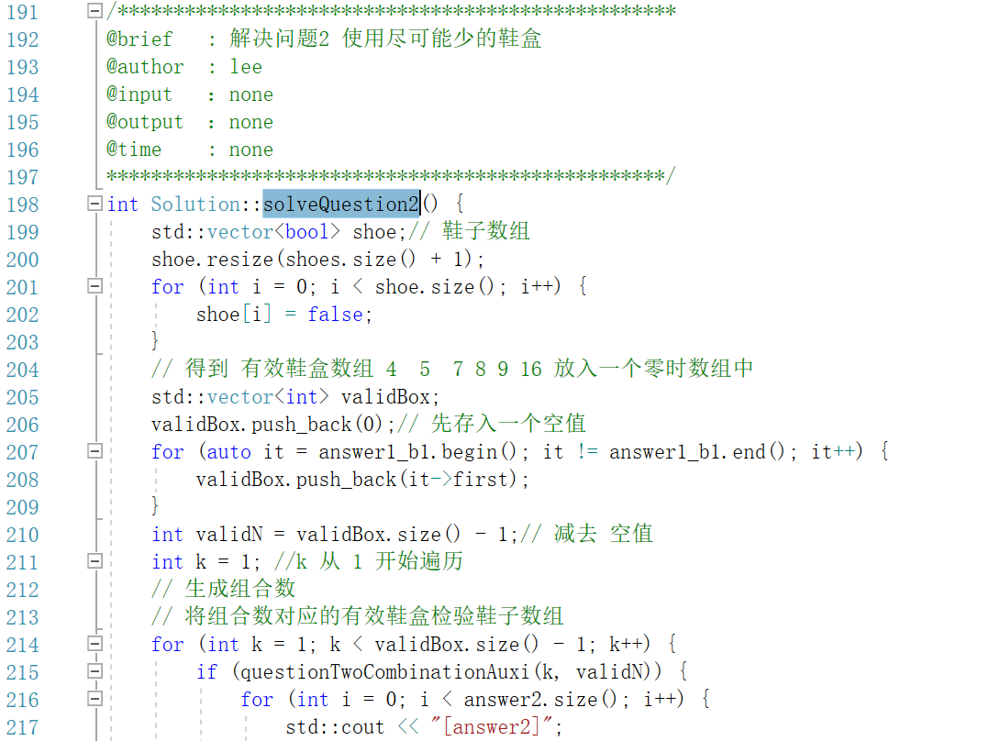 191 /**************************************************
192 @brief   : 解决问题2 使用尽可能少的鞋盒
193 @author  : lee
194 @input   : none
195 @output  : none
196 @time    : none
197 **************************************************/
198 int Solution::solveQuestion2() {
199     std::vector<bool> shoe;// 鞋子数组
200     shoe.resize(shoes.size() + 1);
201     for (int i = 0; i < shoe.size(); i++) {
202         shoe[i] = false;
203     }
204     // 得到 有效鞋盒数组 4  5  7 8 9 16 放入一个零时数组中
205     std::vector<int> validBox;
206     validBox.push_back(0);// 先存入一个空值
207     for (auto it = answer1_b1.begin(); it != answer1_b1.end(); it++) {
208         validBox.push_back(it->first);
209     }
210     int validN = validBox.size() - 1;// 减去 空值
211     int k = 1; //k 从 1 开始遍历
212     // 生成组合数
213     // 将组合数对应的有效鞋盒检验鞋子数组
214     for (int k = 1; k < validBox.size() - 1; k++) {
215         if (questionTwoCombinationAuxi(k, validN)) {
216             for (int i = 0; i < answer2.size(); i++) {
217                 std::cout << "[answer2]";